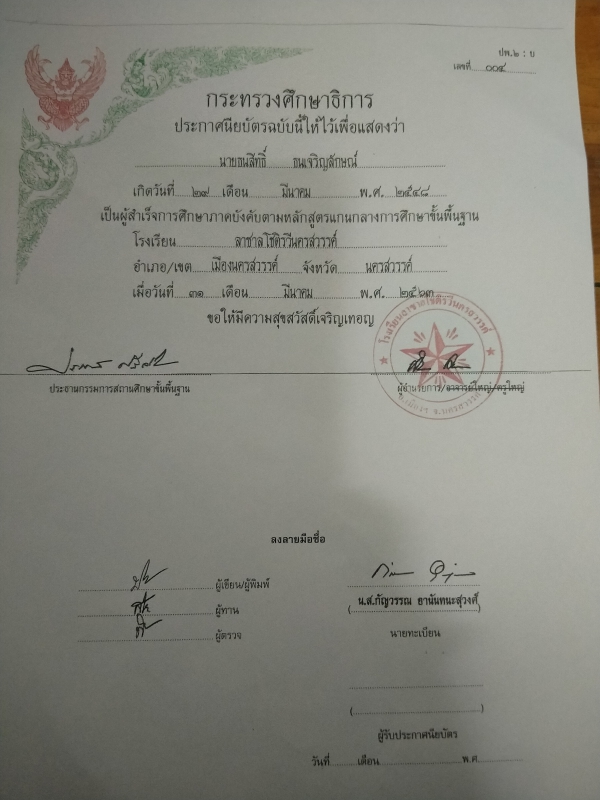 ปพ.๒ : บ
เลขที่ ๐๐๔
กระทรวงศึกษาธิการ
ประกาศนียบัตรฉบับนี้ให้ไว้เพื่อแสดงว่า
นายธนสิทธิ์ ธนเจริญลักษณ์
เกิดวันที่ ๒๙ เดือน มีนาคม พ.ศ. ๒๕๔๘
เป็นผู้สำเร็จการศึกษาภาคบังคับตามหลักสูตรแกนกลางการศึกษาขั้นพื้นฐาน
โรงเรียน ลาซาลโชติรวีนครสวรรค์
อำเภอ/เขต เมืองนครสวรรค์ จังหวัด นครสวรรค์
เมื่อวันที่ ๓๑ เดือน มีนาคม พ.ศ. ๒๕๖๓
ขอให้มีความสุขสวัสดิ์เจริญเทอญ
โรงเรียนลาซาลโชติรวีนครสวรรค์
ประธานกรรมการสถานศึกษาขั้นพื้นฐาน
ผู้อำนวยการ/อาจารย์ใหญ่/ครูใหญ่
อ.เมืองฯ จ.นครสวรรค์
ลงลายมือชื่อ
ผู้เขียน/ผู้พิมพ์
ผู้ทาน
ผู้ตรวจ
(น.ส.กัญวรรณ ธานันทนะสุวงศ์)
นายทะเบียน
( )
ผู้รับประกาศนียบัตร
วันที่ เดือน พ.ศ.